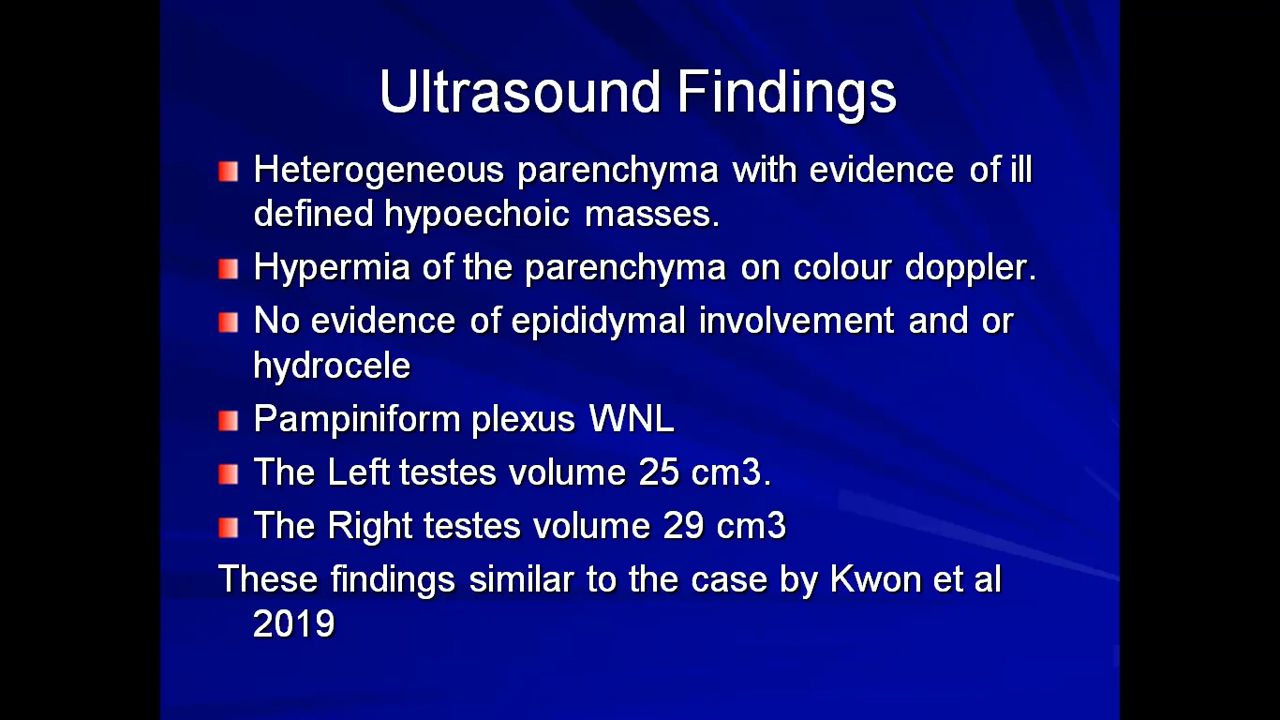 Ultrasound Findings
Heterogeneous parenchyma with evidence of ill
defined hypoechoic masses.
Hypermia of the parenchyma on colour doppler.
No evidence of epididymal involvement and or
hydrocele
Pampiniform plexus WNL
The Left testes volume 25 cm3.
The Right testes volume 29 cm3
These findings similar to the case by Kwon et al
2019